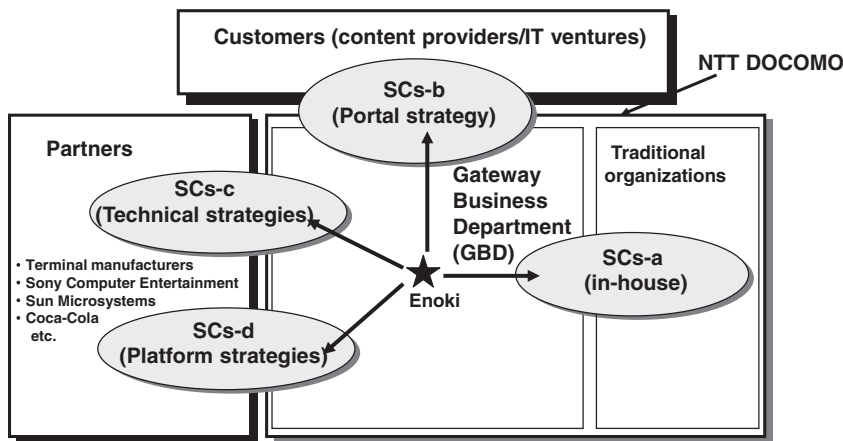 Customers (content providers/IT ventures)
NTT DOCOMO
SCs-b
(Portal strategy)
Partners
Traditional
organizations
Gateway
Business
Department
(GBD)
SCs-c
(Technical strategies)
SCs-a
(in-house)
• Terminal manufacturers
• Sony Computer Entertainment
• Sun Microsystems
• Coca-Cola
etc.
Enoki
SCs-d
(Platform strategies)